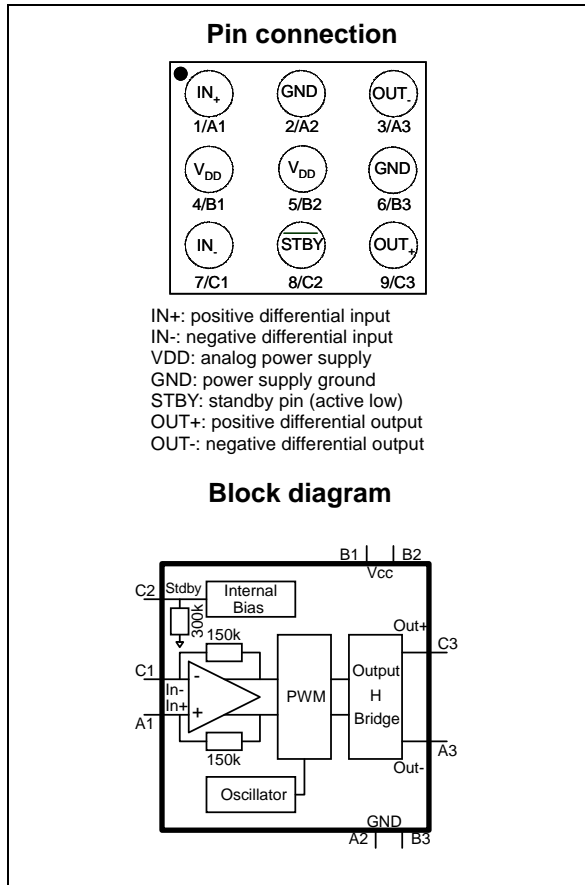 Pin connection
IN+ GND OUT-
1/A1 2/A2 3/A3
VDD VDD GND
4/B1 5/B2 6/B3
IN- STBY OUT+
7/C1 8/C2 9/C3
IN+: positive differential input
IN-: negative differential input
VDD: analog power supply
GND: power supply ground
STBY: standby pin (active low)
OUT+: positive differential output
OUT-: negative differential output
Block diagram
B1 B2
Vcc
C2 Stdby Internal
Bias
300k
150k
Out+
C3
C1
In-
In+
A1
-
+
PWM
Output
H
Bridge
150k
A3
Out-
Oscillator
GND
A2 B3